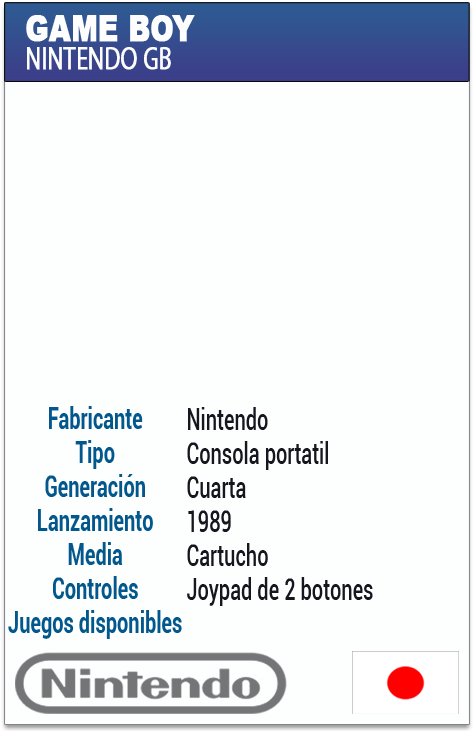 GAME BOY
NINTENDO GB
Fabricante Nintendo
Tipo Consola portatil
Generación Cuarta
Lanzamiento 1989
Media Cartucho
Controles Joypad de 2 botones
Juegos disponibles
Nintendo